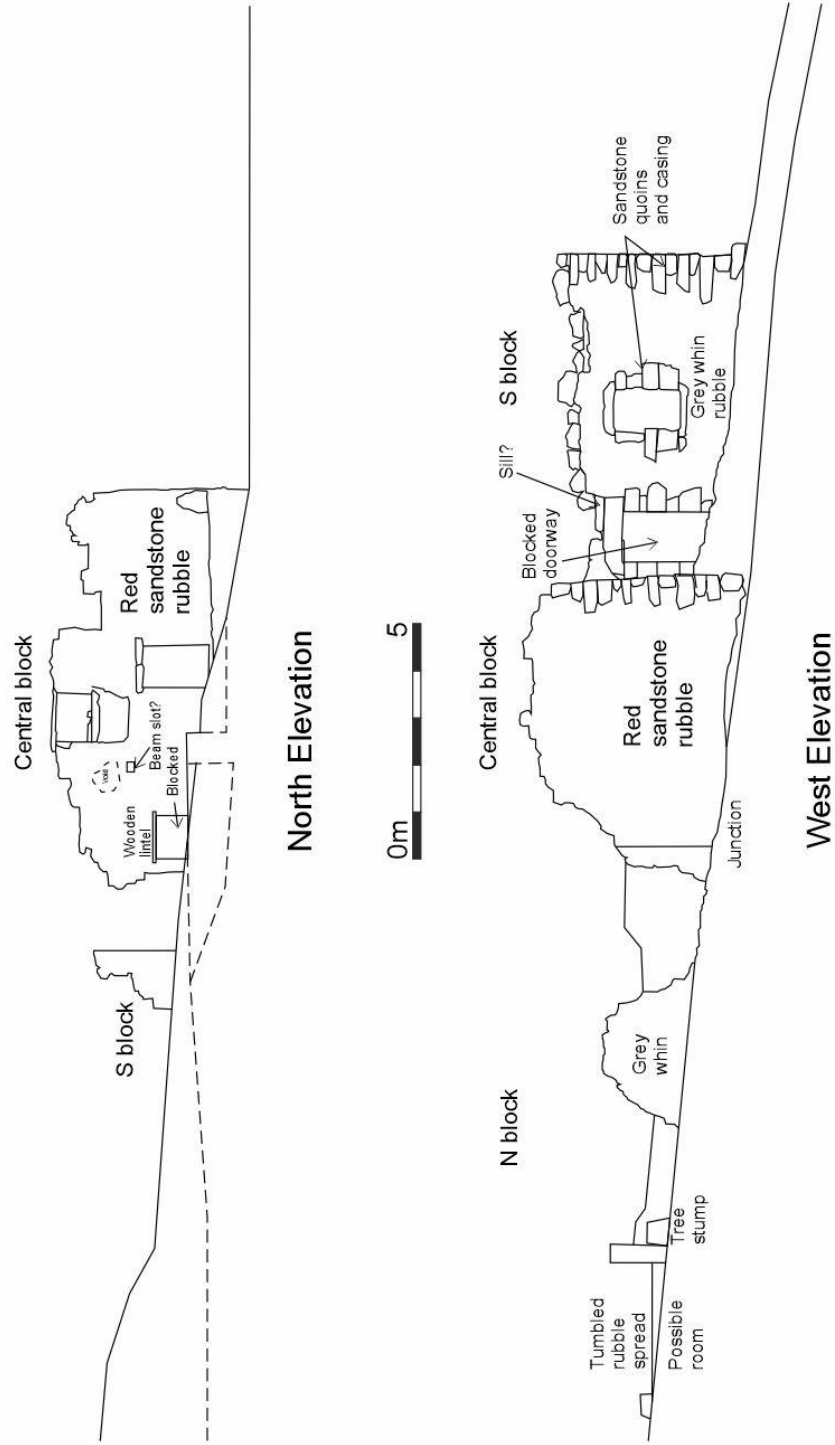 Central block
Red
sandstone
rubble
void
Beam slot?
Blocked
Wooden
lintel
S block
North Elevation
0m
5
N block
Central block
S block
Tumbled
rubble
spread
Possible
room
Tree
stump
Grey
whin
Junction
Red
sandstone
rubble
Blocked
doorway
Sill?
Grey whin
rubble
Sandstone
quoins
and casing
West Elevation